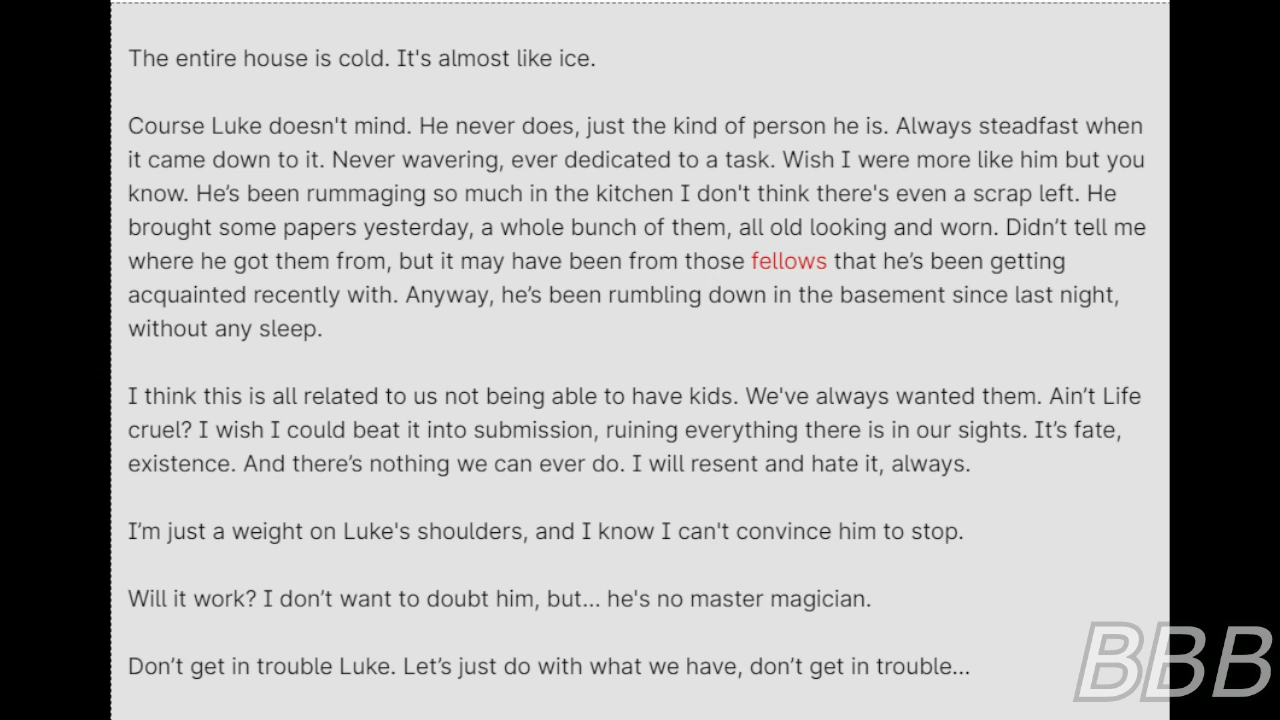 The entire house is cold. It's almost like ice.
Course Luke doesn't mind. He never does, just the kind of person he is. Always steadfast when
it came down to it. Never wavering, ever dedicated to a task. Wish I were more like him but you
know. He’s been rummaging so much in the kitchen I don't think there's even a scrap left. He
brought some papers yesterday, a whole bunch of them, all old looking and worn. Didn’t tell me
where he got them from, but it may have been from those fellows that he’s been getting
acquainted recently with. Anyway, he’s been rumbling down in the basement since last night,
without any sleep.
I think this is all related to us not being able to have kids. We've always wanted them. Ain’t Life
cruel? I wish I could beat it into submission, ruining everything there is in our sights. It’s fate,
existence. And there’s nothing we can ever do. I will resent and hate it, always.
I’m just a weight on Luke's shoulders, and I know I can't convince him to stop.
Will it work? I don’t want to doubt him, but... he's no master magician.
Don’t get in trouble Luke. Let’s just do with what we have, don’t get in trouble...
BBB